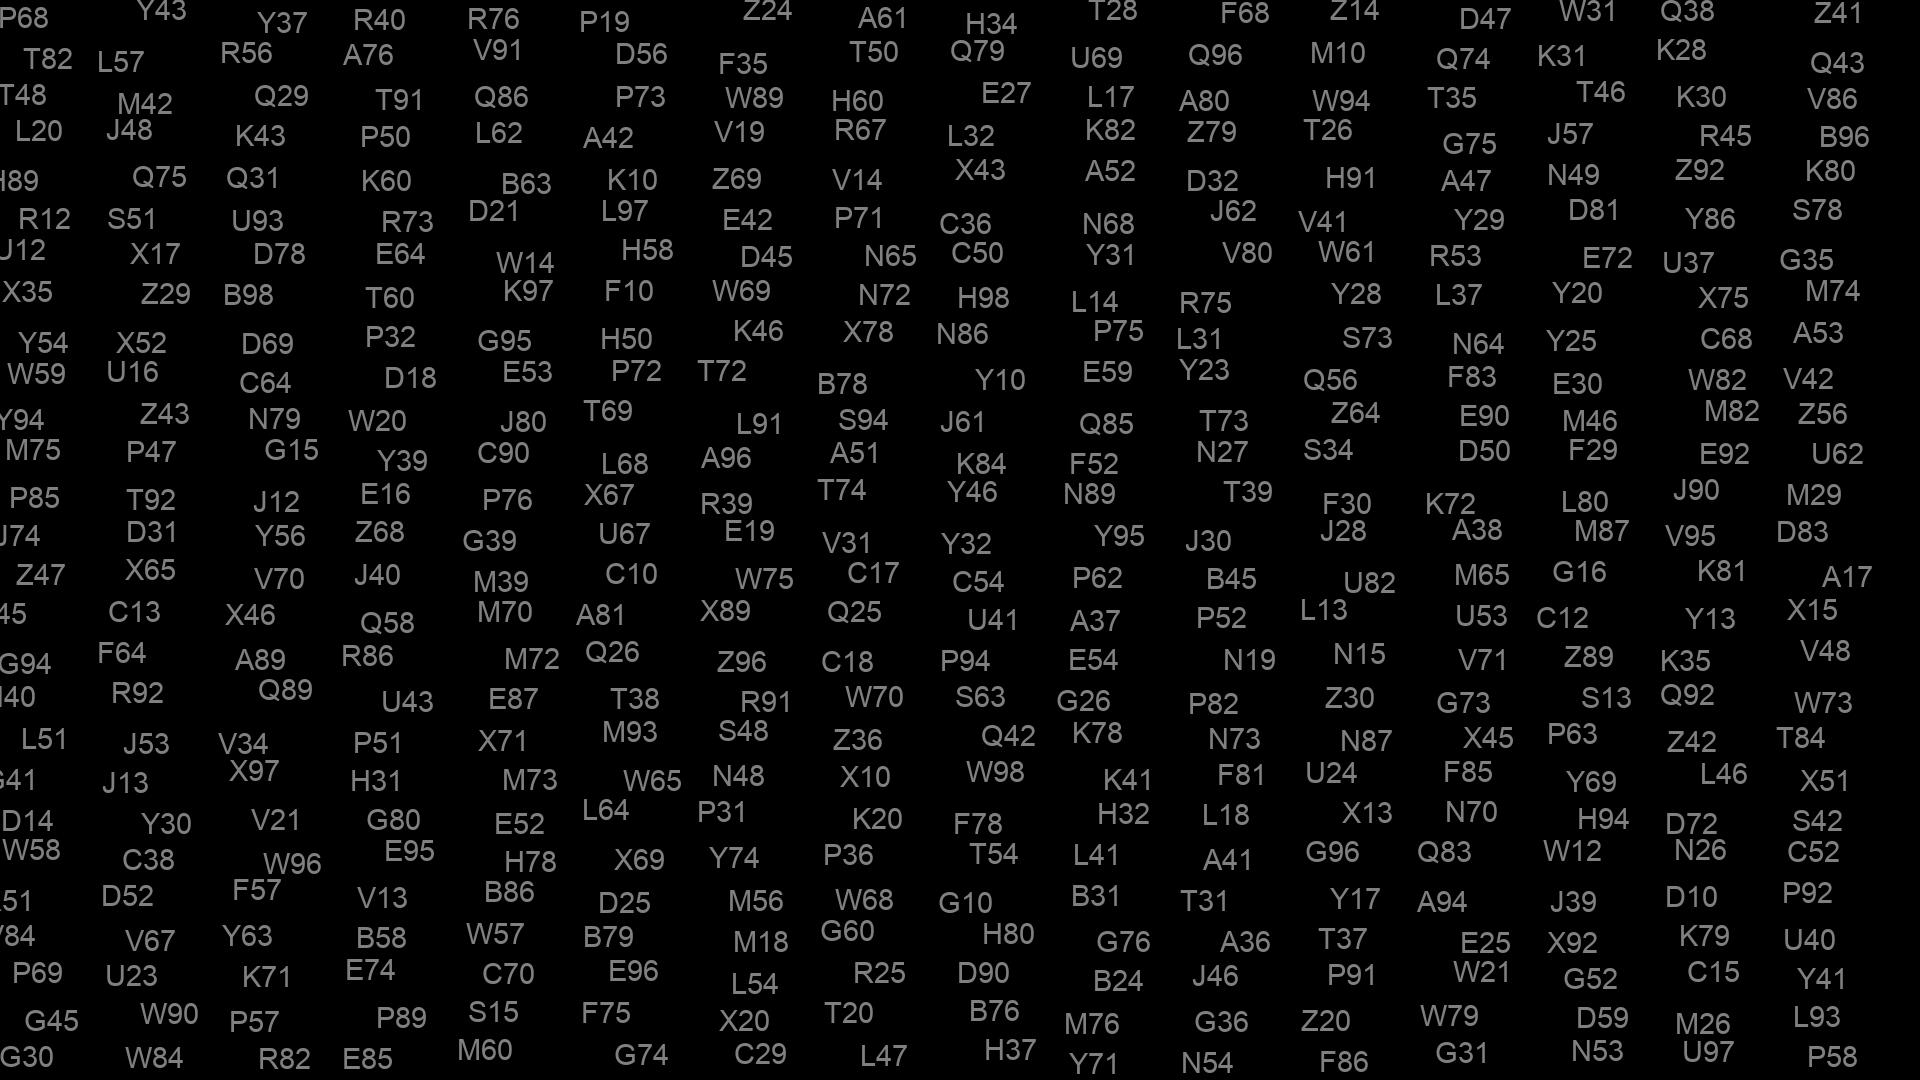 P68 Y43 Y37 R40 R76 P19 Z24 A61 H34 T28 F68 Z14 D47 W31 Q38 Z41
T82 L57 R56 A76 V91 D56 F35 T50 Q79 U69 Q96 M10 Q74 K31 K28 Q43
T48 M42 Q29 T91 Q86 P73 W89 H60 E27 L17 A80 W94 T35 T46 K30 V86
L20 J48 K43 P50 L62 A42 V19 R67 L32 K82 Z79 T26 G75 J57 R45 B96
H89 Q75 Q31 K60 B63 K10 Z69 V14 X43 A52 D32 H91 A47 N49 Z92 K80
R12 S51 U93 R73 D21 L97 E42 P71 C36 N68 J62 V41 Y29 D81 Y86 S78
U12 X17 D78 E64 W14 H58 D45 N65 C50 Y31 V80 W61 R53 E72 U37 G35
X35 Z29 B98 T60 K97 F10 W69 N72 H98 L14 R75 Y28 L37 Y20 X75 M74
Y54 X52 D69 P32 G95 H50 K46 X78 N86 P75 L31 S73 N64 Y25 C68 A53
W59 U16 C64 D18 E53 P72 T72 B78 Y10 E59 Y23 Q56 F83 E30 W82 V42
Y94 Z43 N79 W20 J80 T69 L91 S94 J61 Q85 T73 Z64 E90 M46 M82 Z56
M75 P47 G15 Y39 C90 L68 A96 A51 K84 F52 N27 S34 D50 F29 E92 U62
P85 T92 J12 E16 P76 X67 R39 T74 Y46 N89 T39 F30 K72 L80 J90 M29
J74 D31 Y56 Z68 G39 U67 E19 V31 Y32 Y95 J30 J28 A38 M87 V95 D83
Z47 X65 V70 J40 M39 C10 W75 C17 C54 P62 B45 U82 M65 G16 K81 A17
45 C13 X46 Q58 M70 A81 X89 Q25 U41 A37 P52 L13 U53 C12 Y13 X15
G94 F64 A89 R86 M72 Q26 Z96 C18 P94 E54 N19 N15 V71 Z89 K35 V48
40 R92 Q89 U43 E87 T38 R91 W70 S63 G26 P82 Z30 G73 S13 Q92 W73
L51 J53 V34 P51 X71 M93 S48 Z36 Q42 K78 N73 N87 X45 P63 Z42 T84
G41 J13 X97 H31 M73 W65 N48 X10 W98 K41 F81 U24 F85 Y69 L46 X51
D14 Y30 V21 G80 E52 L64 P31 K20 F78 H32 L18 X13 N70 H94 D72 S42
W58 C38 W96 E95 H78 X69 Y74 P36 T54 L41 A41 G96 Q83 W12 N26 C52
51 D52 F57 V13 B86 D25 M56 W68 G10 B31 T31 Y17 A94 J39 D10 P92
V84 V67 Y63 B58 W57 B79 M18 G60 H80 G76 A36 T37 E25 X92 K79 U40
P69 U23 K71 E74 C70 E96 L54 R25 D90 B24 J46 P91 W21 G52 C15 Y41
G45 W90 P57 P89 S15 F75 X20 T20 B76 M76 G36 Z20 W79 D59 M26 L93
G30 W84 R82 E85 M60 G74 C29 L47 H37 Y71 N54 F86 G31 N53 U97 P58